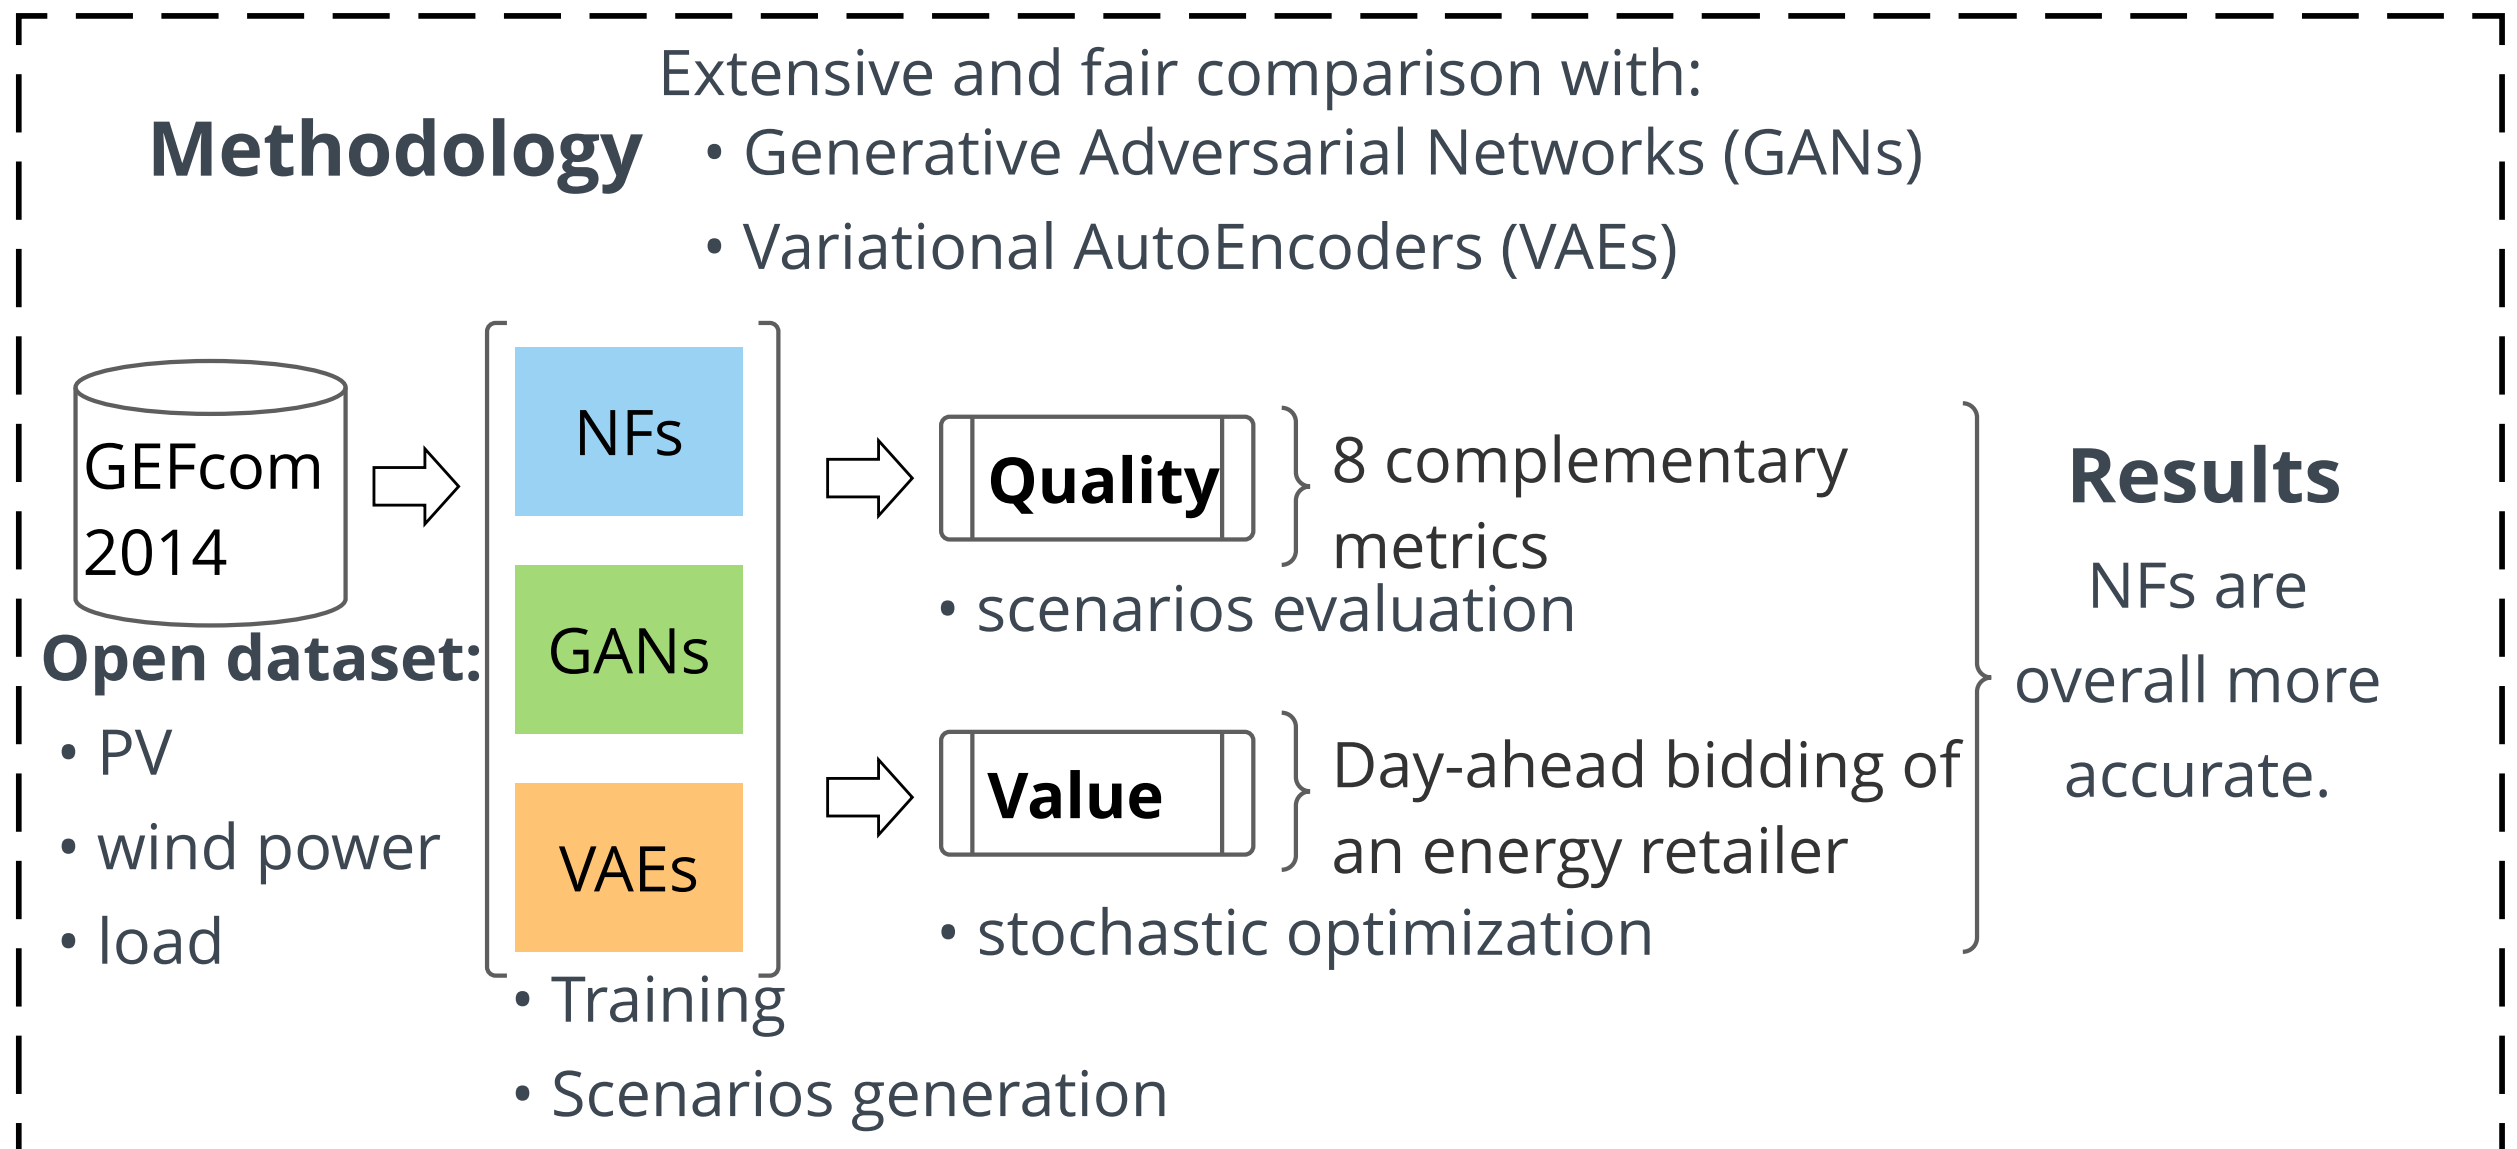 Methodology
Extensive and fair comparison with:
• Generative Adversarial Networks (GANs)
• Variational AutoEncoders (VAEs)
GEFcom
2014
Open dataset:
• PV
• wind power
• load
NFs
GANs
VAEs
• Training
• Scenarios generation
Quality
8 complementary
metrics
• scenarios evaluation
Value
Day-ahead bidding of
an energy retailer
• stochastic optimization
Results
NFs are
overall more
accurate.